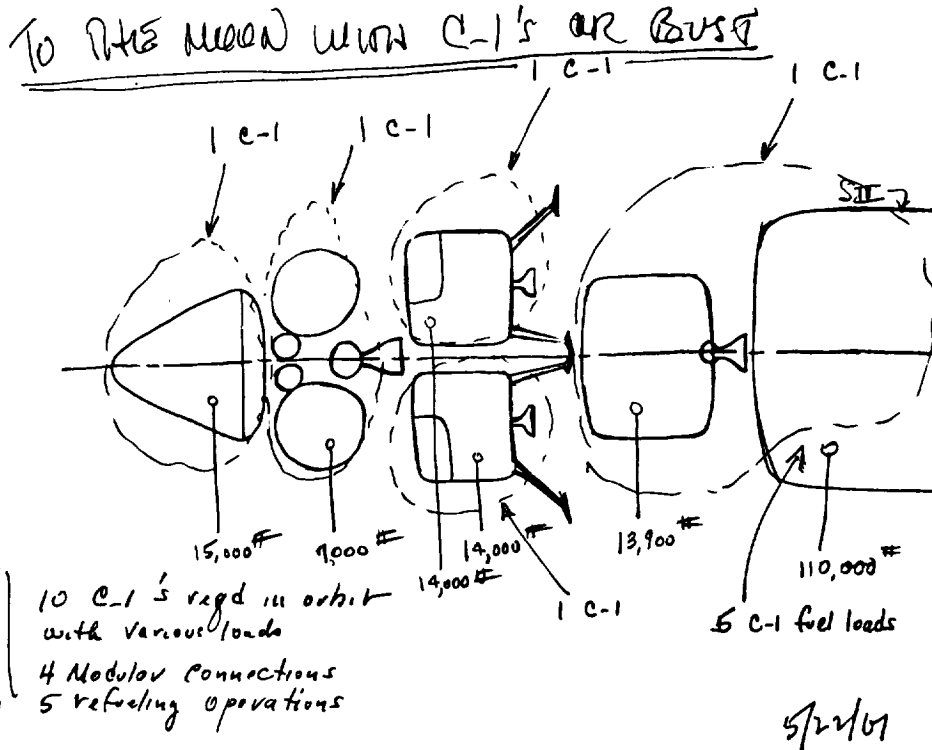 TO THE MOON WITH C-1's OR BUST
1 C-1
1 C-1
1 C-1
1 C-1
SII
15,000#
9,000#
14,000#
14,000#
13,900#
110,000#
1 C-1
5 C-1 fuel loads
10 C-1's reqd in orbit
with various loads
4 Modular Connections
5 refueling operations
5/22/61